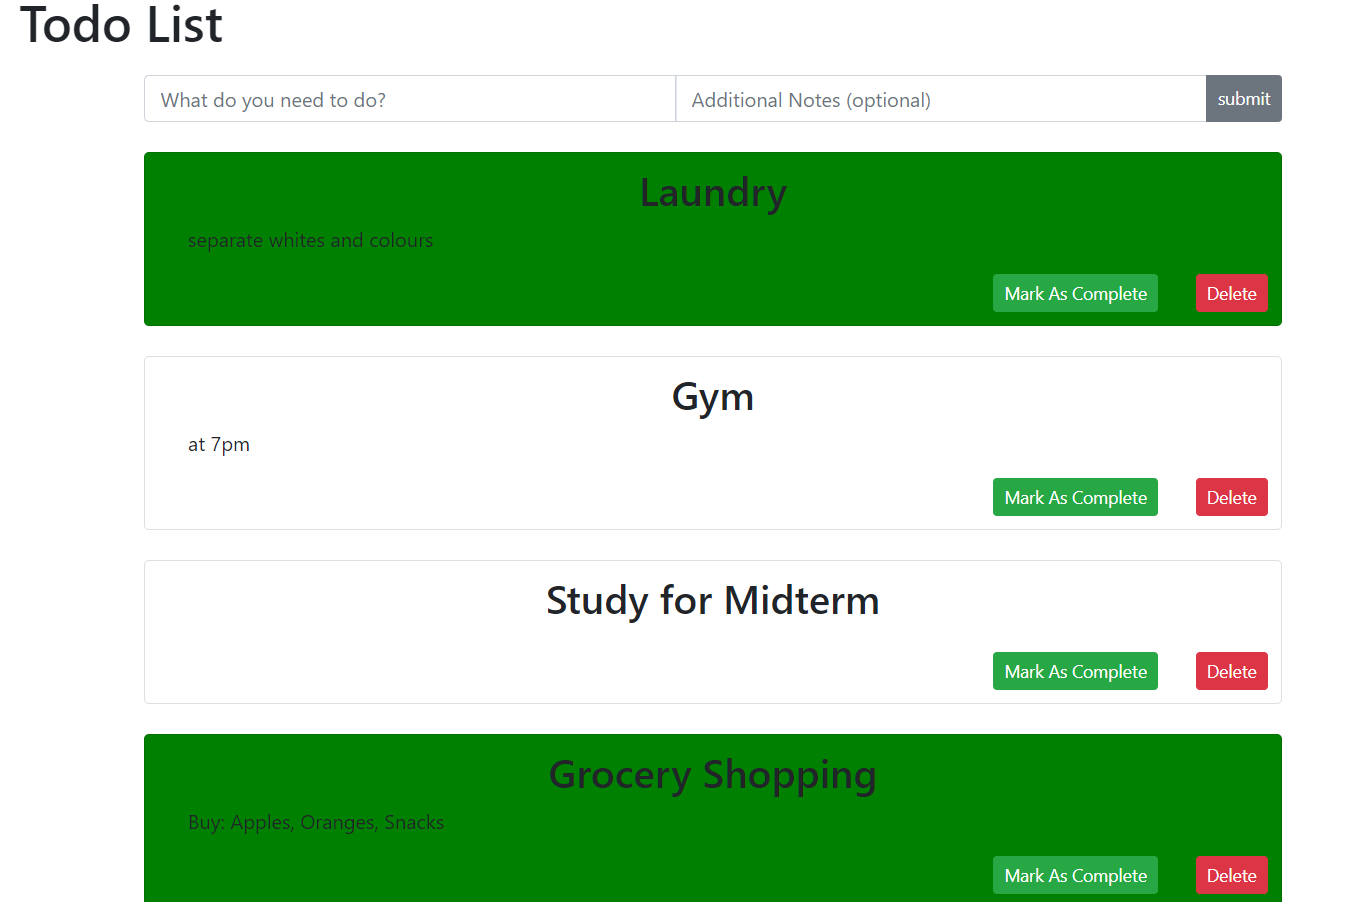 Todo List
What do you need to do? Additional Notes (optional) submit
Laundry
separate whites and colours
Mark As Complete Delete
Gym
at 7pm
Mark As Complete Delete
Study for Midterm
Mark As Complete Delete
Grocery Shopping
Buy: Apples, Oranges, Snacks
Mark As Complete Delete